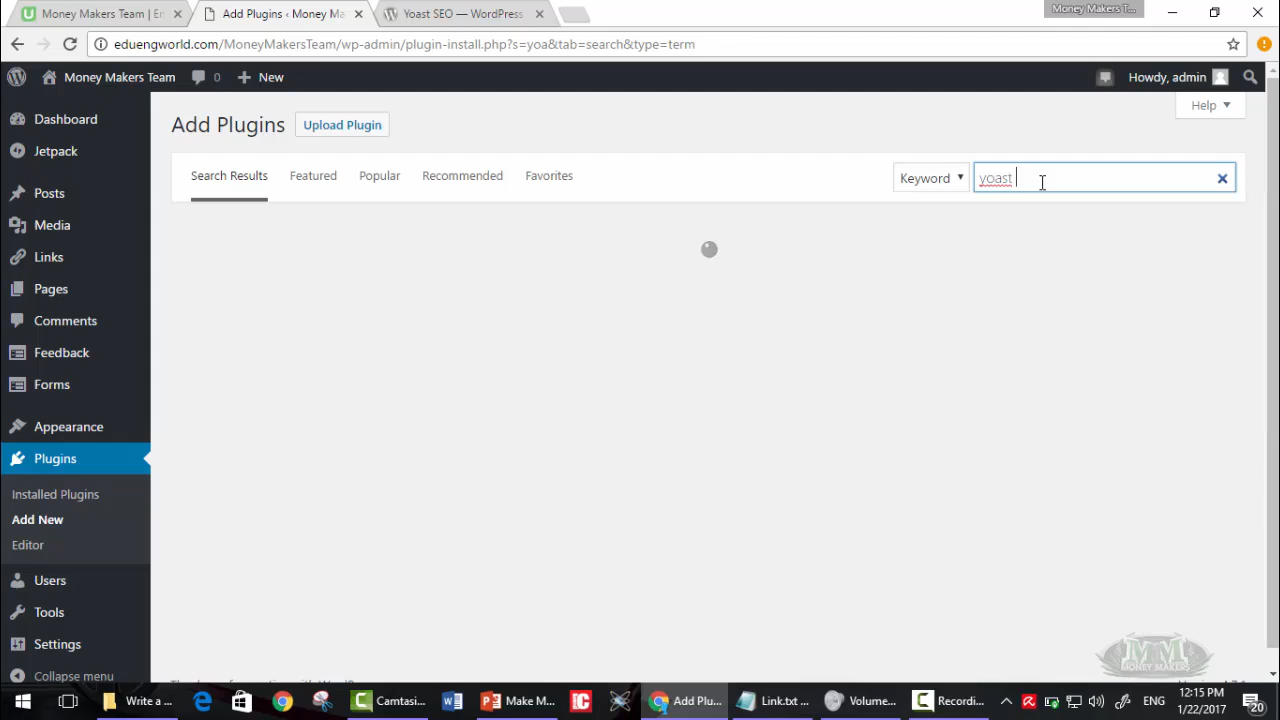 Money Makers Team | En
Add Plugins ‹ Money Ma
Yoast SEO — WordPress
Money Makers T...
eduengworld.com/MoneyMakersTeam/wp-admin/plugin-install.php?s=yoa&tab=search&type=term
Money Makers Team
0
New
Howdy, admin
Help
Dashboard
Jetpack
Posts
Media
Links
Pages
Comments
Feedback
Forms
Appearance
Plugins
Installed Plugins
Add New
Editor
Users
Tools
Settings
Collapse menu
Add Plugins
Upload Plugin
Search Results
Featured
Popular
Recommended
Favorites
Keyword
yoast
MM
MONEY MAKERS
Write a ...
Camtasi...
Make M...
Add Plu...
Link.txt ...
Volume...
Recordi...
ENG
12:15 PM
1/22/2017
20